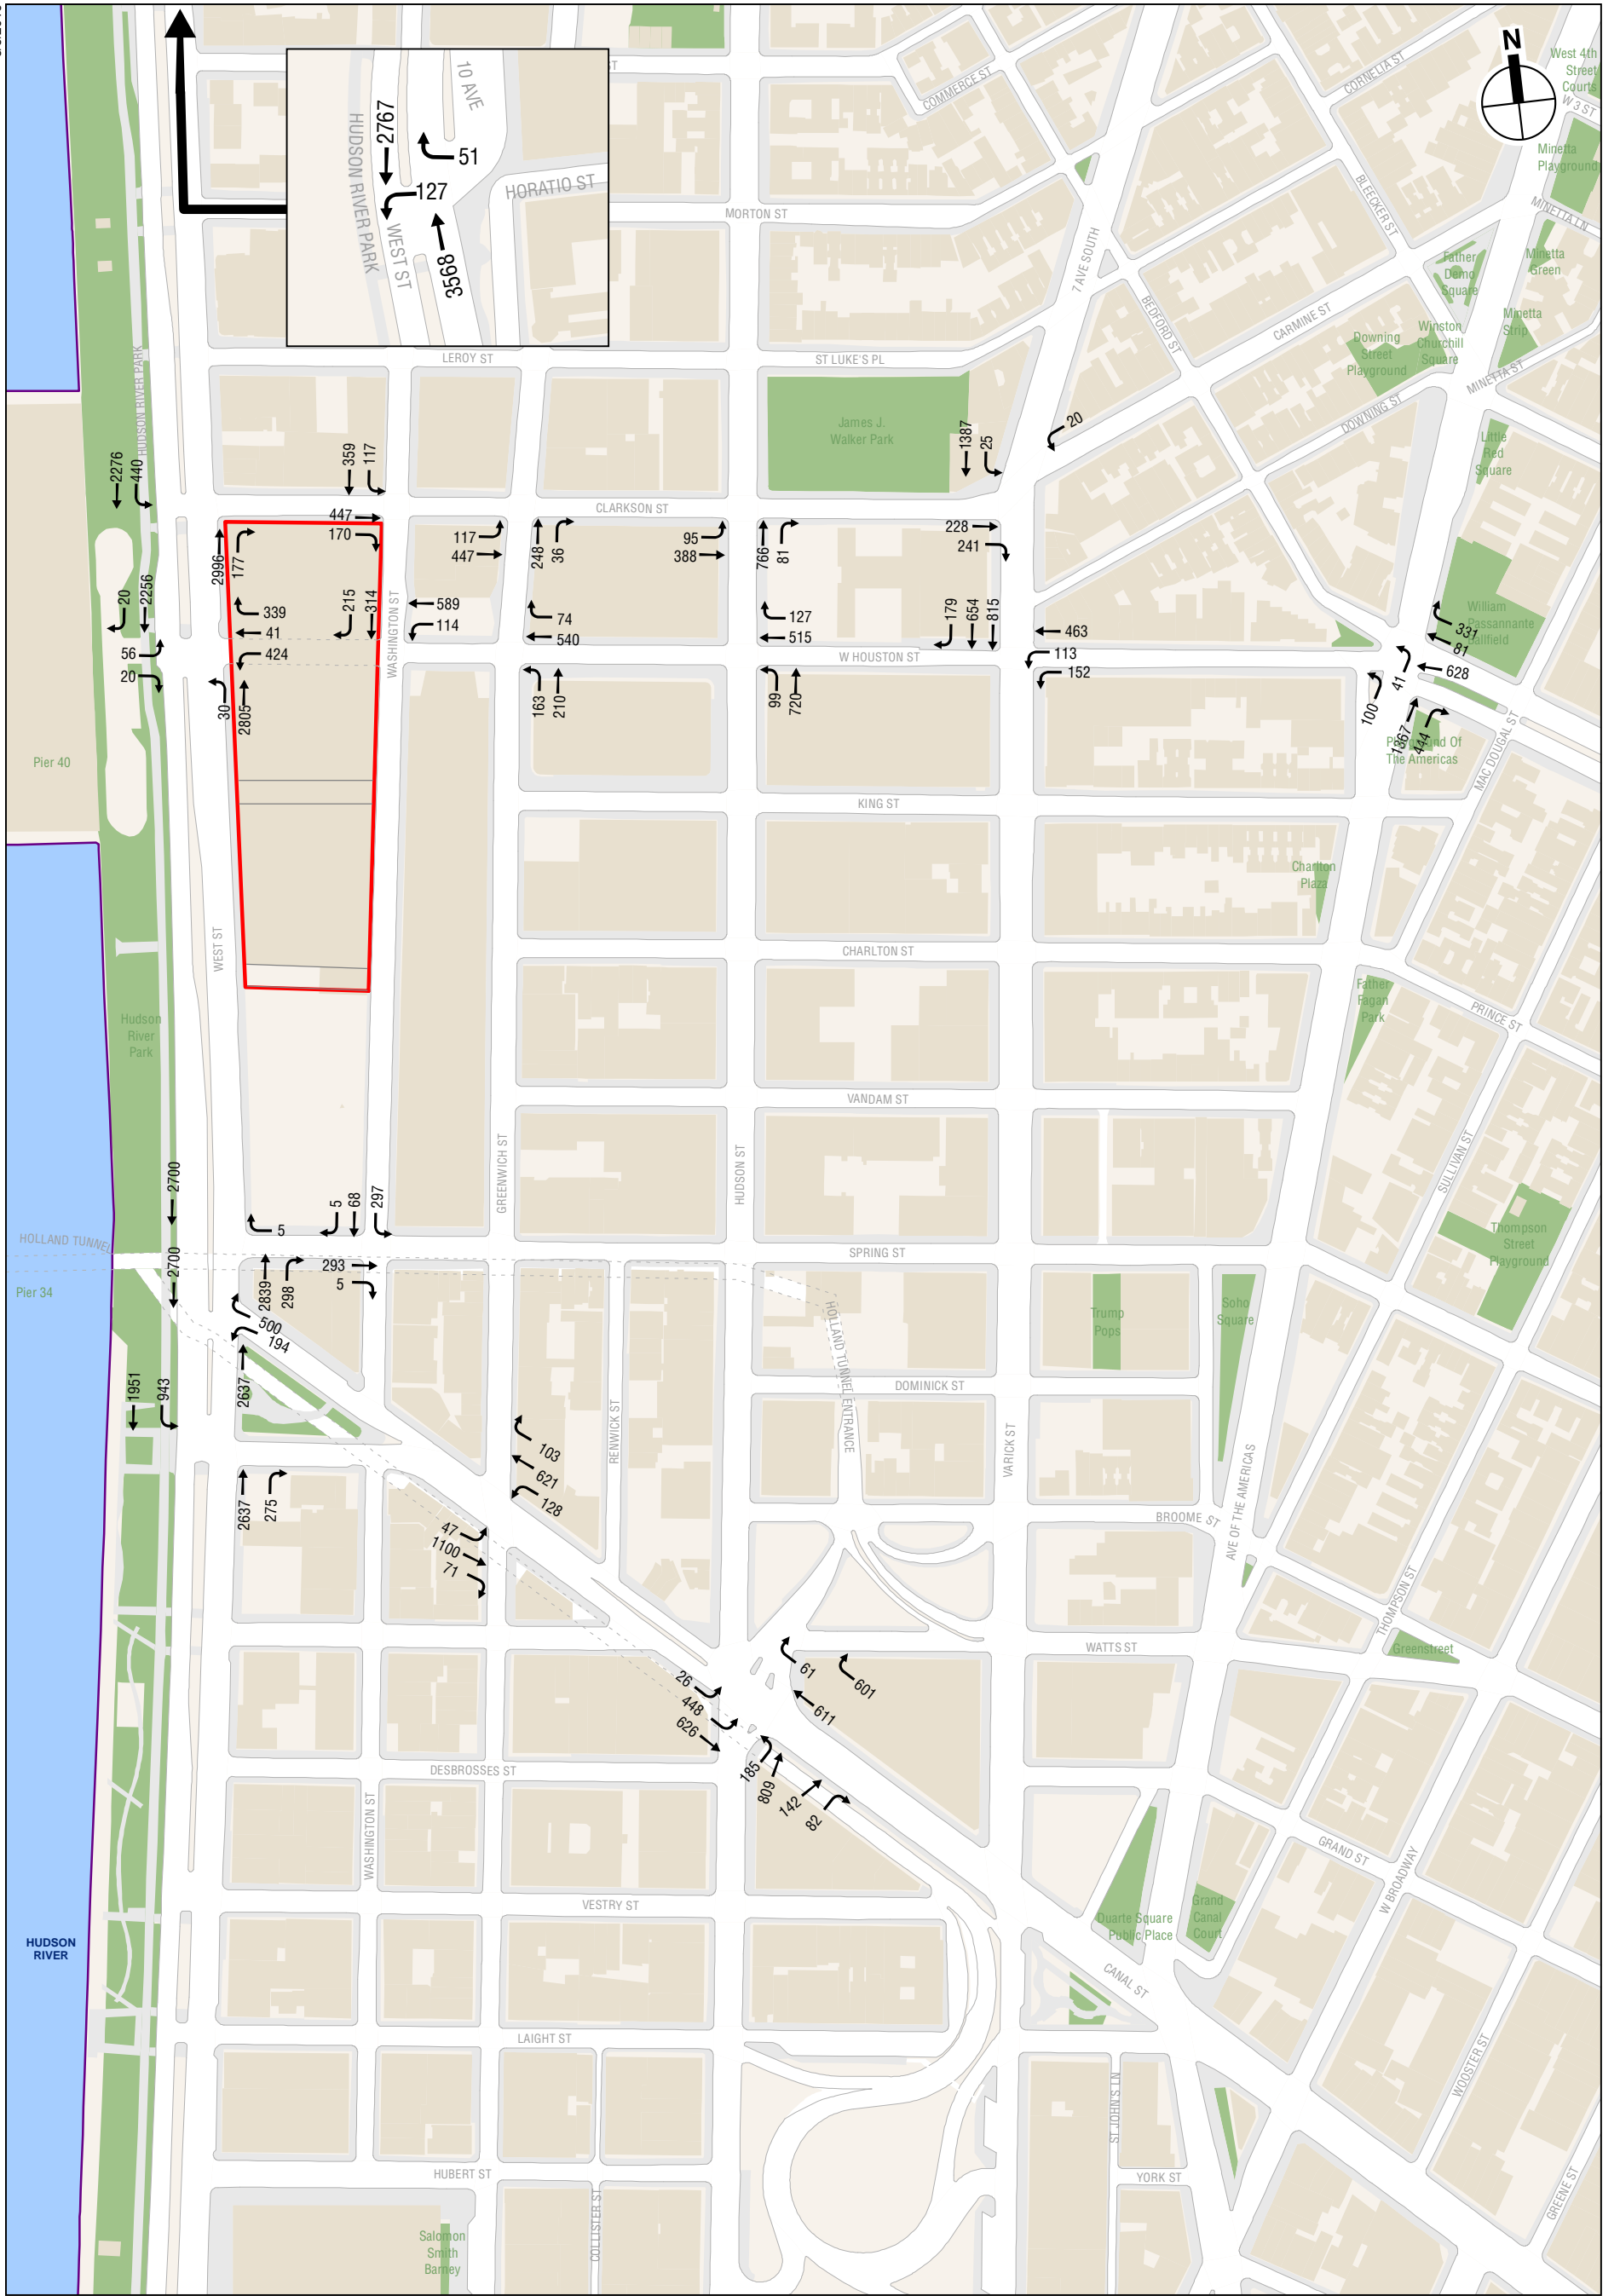 N
West 4th
Street
Courts
W 3 ST
CORNELIA ST
COMMERCE ST
ST
10 AVE
2767
51
127
HORATIO ST
HUDSON RIVER PARK
WEST ST
3568
Minetta
Playground
MINETTA LN
BLEECKER ST
MORTON ST
7 AVE SOUTH
Father
Demo
Square
Minetta
Green
BEDFORD ST
CARMINE ST
Minetta
Strip
Winston
Churchill
Square
Downing
Street
Playground
MINETTA ST
DOWNING ST
LEROY ST
ST LUKE'S PL
HUDSON RIVER PARK
James J.
Walker Park
1387
25
20
Little
Red
Square
2276
440
359
117
CLARKSON ST
447
170
2996
177
117
447
248
36
95
388
766
81
228
241
20
2256
339
41
424
215
314
WASHINGTON ST
589
114
74
540
127
515
179
654
815
463
113
152
William
Passannante
Ballfield
331
81
628
41
100
1367
444
Playground Of
The Americas
MAC DOUGAL ST
56
20
30
2805
163
210
99
720
W HOUSTON ST
Pier 40
KING ST
Charlton
Plaza
WEST ST
CHARLTON ST
Father
Fagan
Park
PRINCE ST
Hudson
River
Park
VANDAM ST
SULLIVAN ST
GREENWICH ST
HUDSON ST
2700
5
5
68
297
Thompson
Street
Playground
HOLLAND TUNNEL
SPRING ST
2700
2839
298
293
5
Pier 34
500
194
HOLLAND TUNNEL ENTRANCE
Trump
Pops
Soho
Square
1951
943
2637
DOMINICK ST
RENWICK ST
VARICK ST
AVE OF THE AMERICAS
103
621
128
2637
275
47
1100
71
BROOME ST
THOMPSON ST
WATTS ST
Greenstreet
61
601
611
26
448
626
185
809
142
82
DESBROSSES ST
WASHINGTON ST
GRAND ST
W BROADWAY
VESTRY ST
Duarte Square
Public Place
Grand
Canal
Court
HUDSON
RIVER
CANAL ST
LAIGHT ST
WOOSTER ST
ST JOHN'S LN
HUBERT ST
YORK ST
GREENE ST
COLLISTER ST
Salomon
Smith
Barney